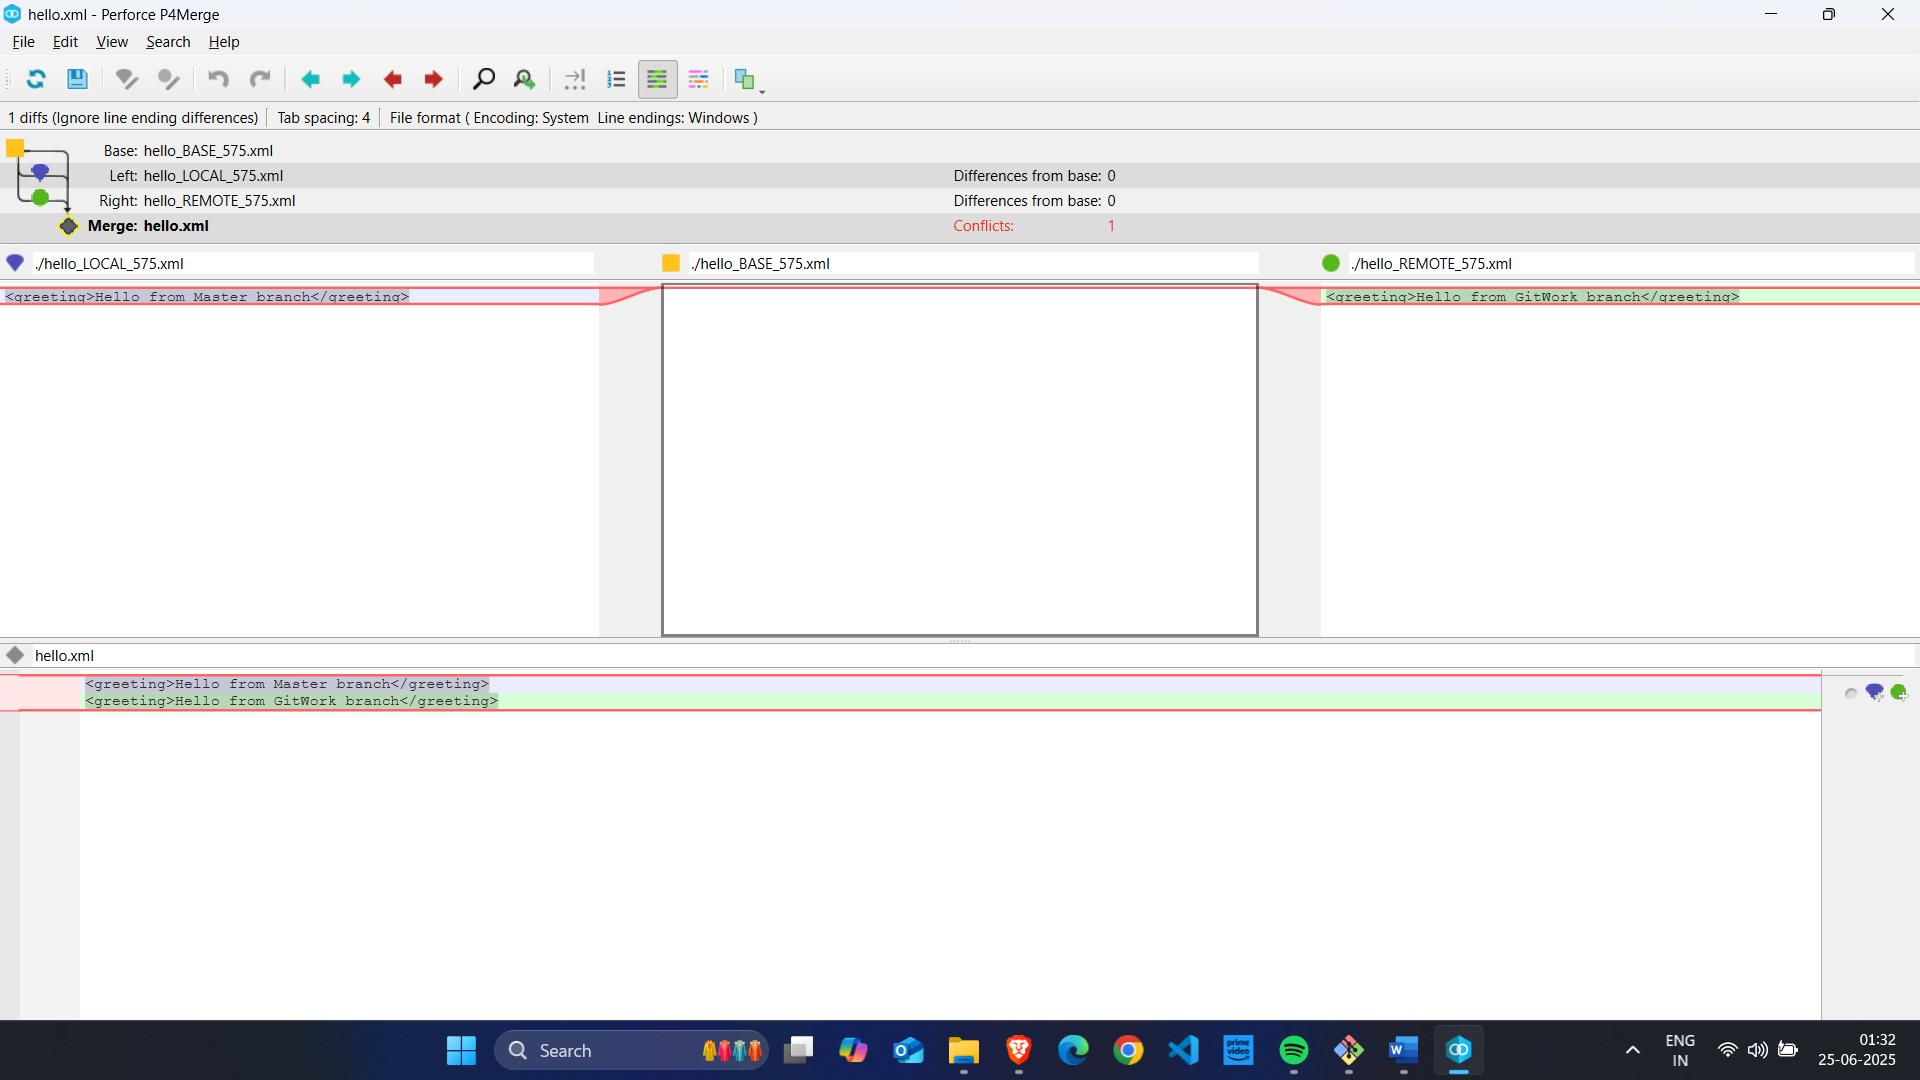 hello.xml - Perforce P4Merge
File Edit View Search Help
1 diffs (Ignore line ending differences) Tab spacing: 4 File format ( Encoding: System Line endings: Windows )
Base: hello_BASE_575.xml
Left: hello_LOCAL_575.xml Differences from base: 0
Right: hello_REMOTE_575.xml Differences from base: 0
Merge: hello.xml Conflicts: 1
./hello_LOCAL_575.xml ./hello_BASE_575.xml ./hello_REMOTE_575.xml
<greeting>Hello from Master branch</greeting> <greeting>Hello from GitWork branch</greeting>
hello.xml
<greeting>Hello from Master branch</greeting>
<greeting>Hello from GitWork branch</greeting>
Search
prime video
ENG
IN
01:32
25-06-2025